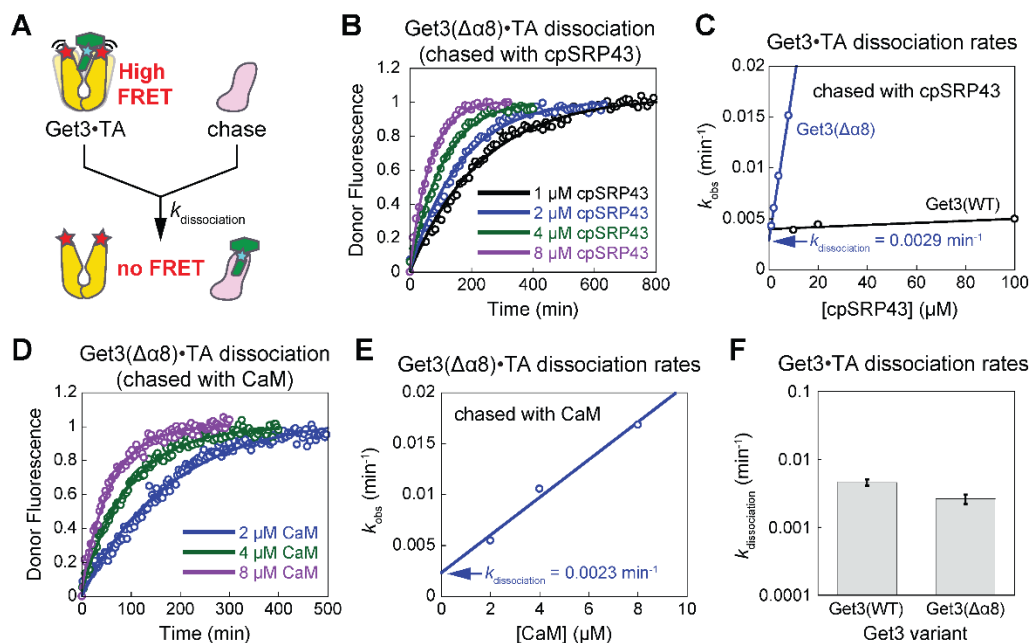 A
High
FRET
Get3•TA
chase
kdissociation
no FRET
B
Get3(Δα8)•TA dissociation
(chased with cpSRP43)
Donor Fluorescence
1.2
1
0.8
0.6
0.4
0.2
0
1 µM cpSRP43
2 µM cpSRP43
4 µM cpSRP43
8 µM cpSRP43
0 200 400 600 800
Time (min)
C
Get3•TA dissociation rates
kobs (min-1)
0.02
0.015
0.01
0.005
0
chased with cpSRP43
Get3(Δα8)
Get3(WT)
kdissociation = 0.0029 min-1
0 20 40 60 80 100
[cpSRP43] (µM)
D
Get3(Δα8)•TA dissociation
(chased with CaM)
Donor Fluorescence
1.2
1
0.8
0.6
0.4
0.2
0
2 µM CaM
4 µM CaM
8 µM CaM
0 100 200 300 400 500
Time (min)
E
Get3(Δα8)•TA dissociation rates
kobs (min-1)
0.02
0.015
0.01
0.005
0
chased with CaM
kdissociation = 0.0023 min-1
0 2 4 6 8 10
[CaM] (µM)
F
Get3•TA dissociation rates
kdissociation (min-1)
0.1
0.01
0.001
0.0001
Get3(WT) Get3(Δα8)
Get3 variant